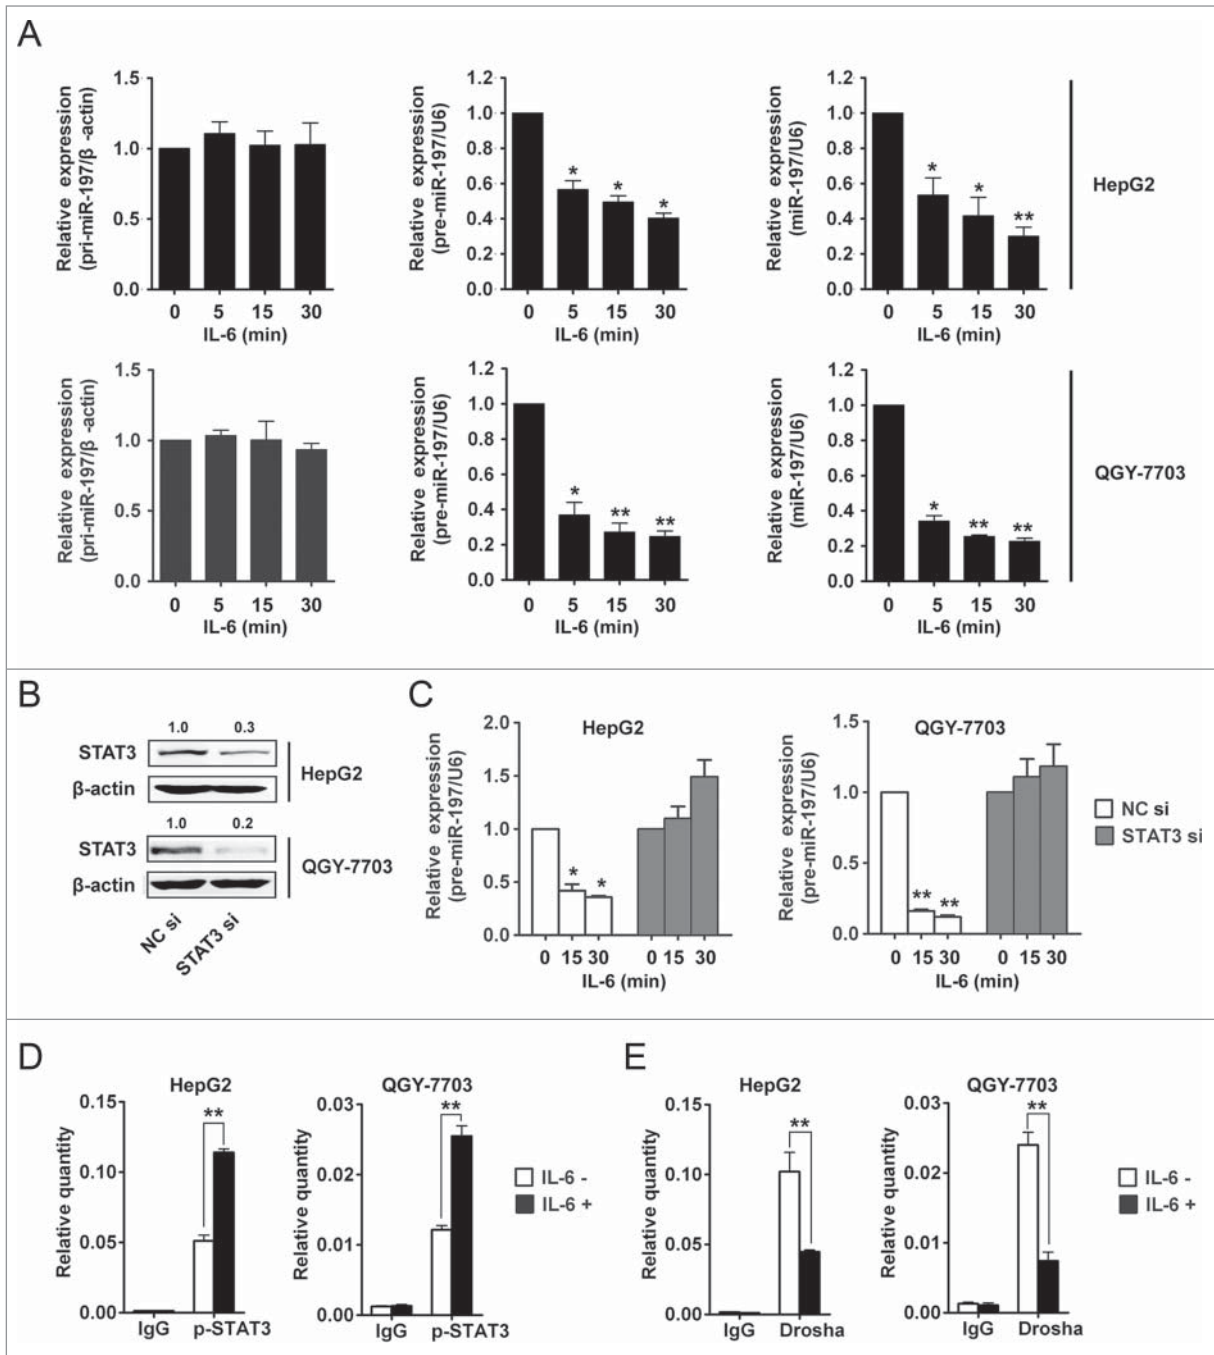 A
Relative expression
(pri-miR-197/β -actin)
1.5
1.0
0.5
0.0
0 5 15 30
IL-6 (min)
Relative expression
(pre-miR-197/U6)
1.2
1.0
0.8
0.6
0.4
0.2
0.0
* * *
0 5 15 30
IL-6 (min)
Relative expression
(miR-197/U6)
1.2
1.0
0.8
0.6
0.4
0.2
0.0
* * **
0 5 15 30
IL-6 (min)
HepG2
Relative expression
(pri-miR-197/β -actin)
1.5
1.0
0.5
0.0
0 5 15 30
IL-6 (min)
Relative expression
(pre-miR-197/U6)
1.2
1.0
0.8
0.6
0.4
0.2
0.0
* ** **
0 5 15 30
IL-6 (min)
Relative expression
(miR-197/U6)
1.2
1.0
0.8
0.6
0.4
0.2
0.0
* ** **
0 5 15 30
IL-6 (min)
QGY-7703
B
1.0 0.3
STAT3
β-actin
HepG2
1.0 0.2
STAT3
β-actin
QGY-7703
NC si
STAT3 si
C
HepG2
Relative expression
(pre-miR-197/U6)
2.0
1.5
1.0
0.5
0.0
* *
0 15 30 0 15 30
IL-6 (min)
QGY-7703
Relative expression
(pre-miR-197/U6)
1.5
1.0
0.5
0.0
** **
0 15 30 0 15 30
IL-6 (min)
NC si
STAT3 si
D
HepG2
Relative quantity
0.15
0.10
0.05
0.00
**
IgG p-STAT3
QGY-7703
Relative quantity
0.03
0.02
0.01
0.00
**
IgG p-STAT3
IL-6 -
IL-6 +
E
HepG2
Relative quantity
0.15
0.10
0.05
0.00
**
IgG Drosha
QGY-7703
Relative quantity
0.03
0.02
0.01
0.00
**
IgG Drosha
IL-6 -
IL-6 +